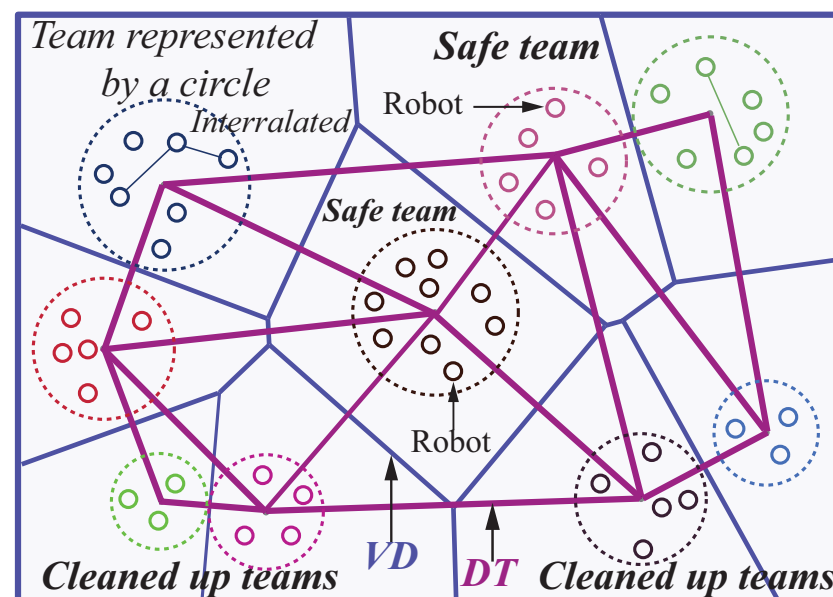 Team represented
by a circle
Interralated
Safe team
Robot
Safe team
Robot
VD
DT
Cleaned up teams
Cleaned up teams